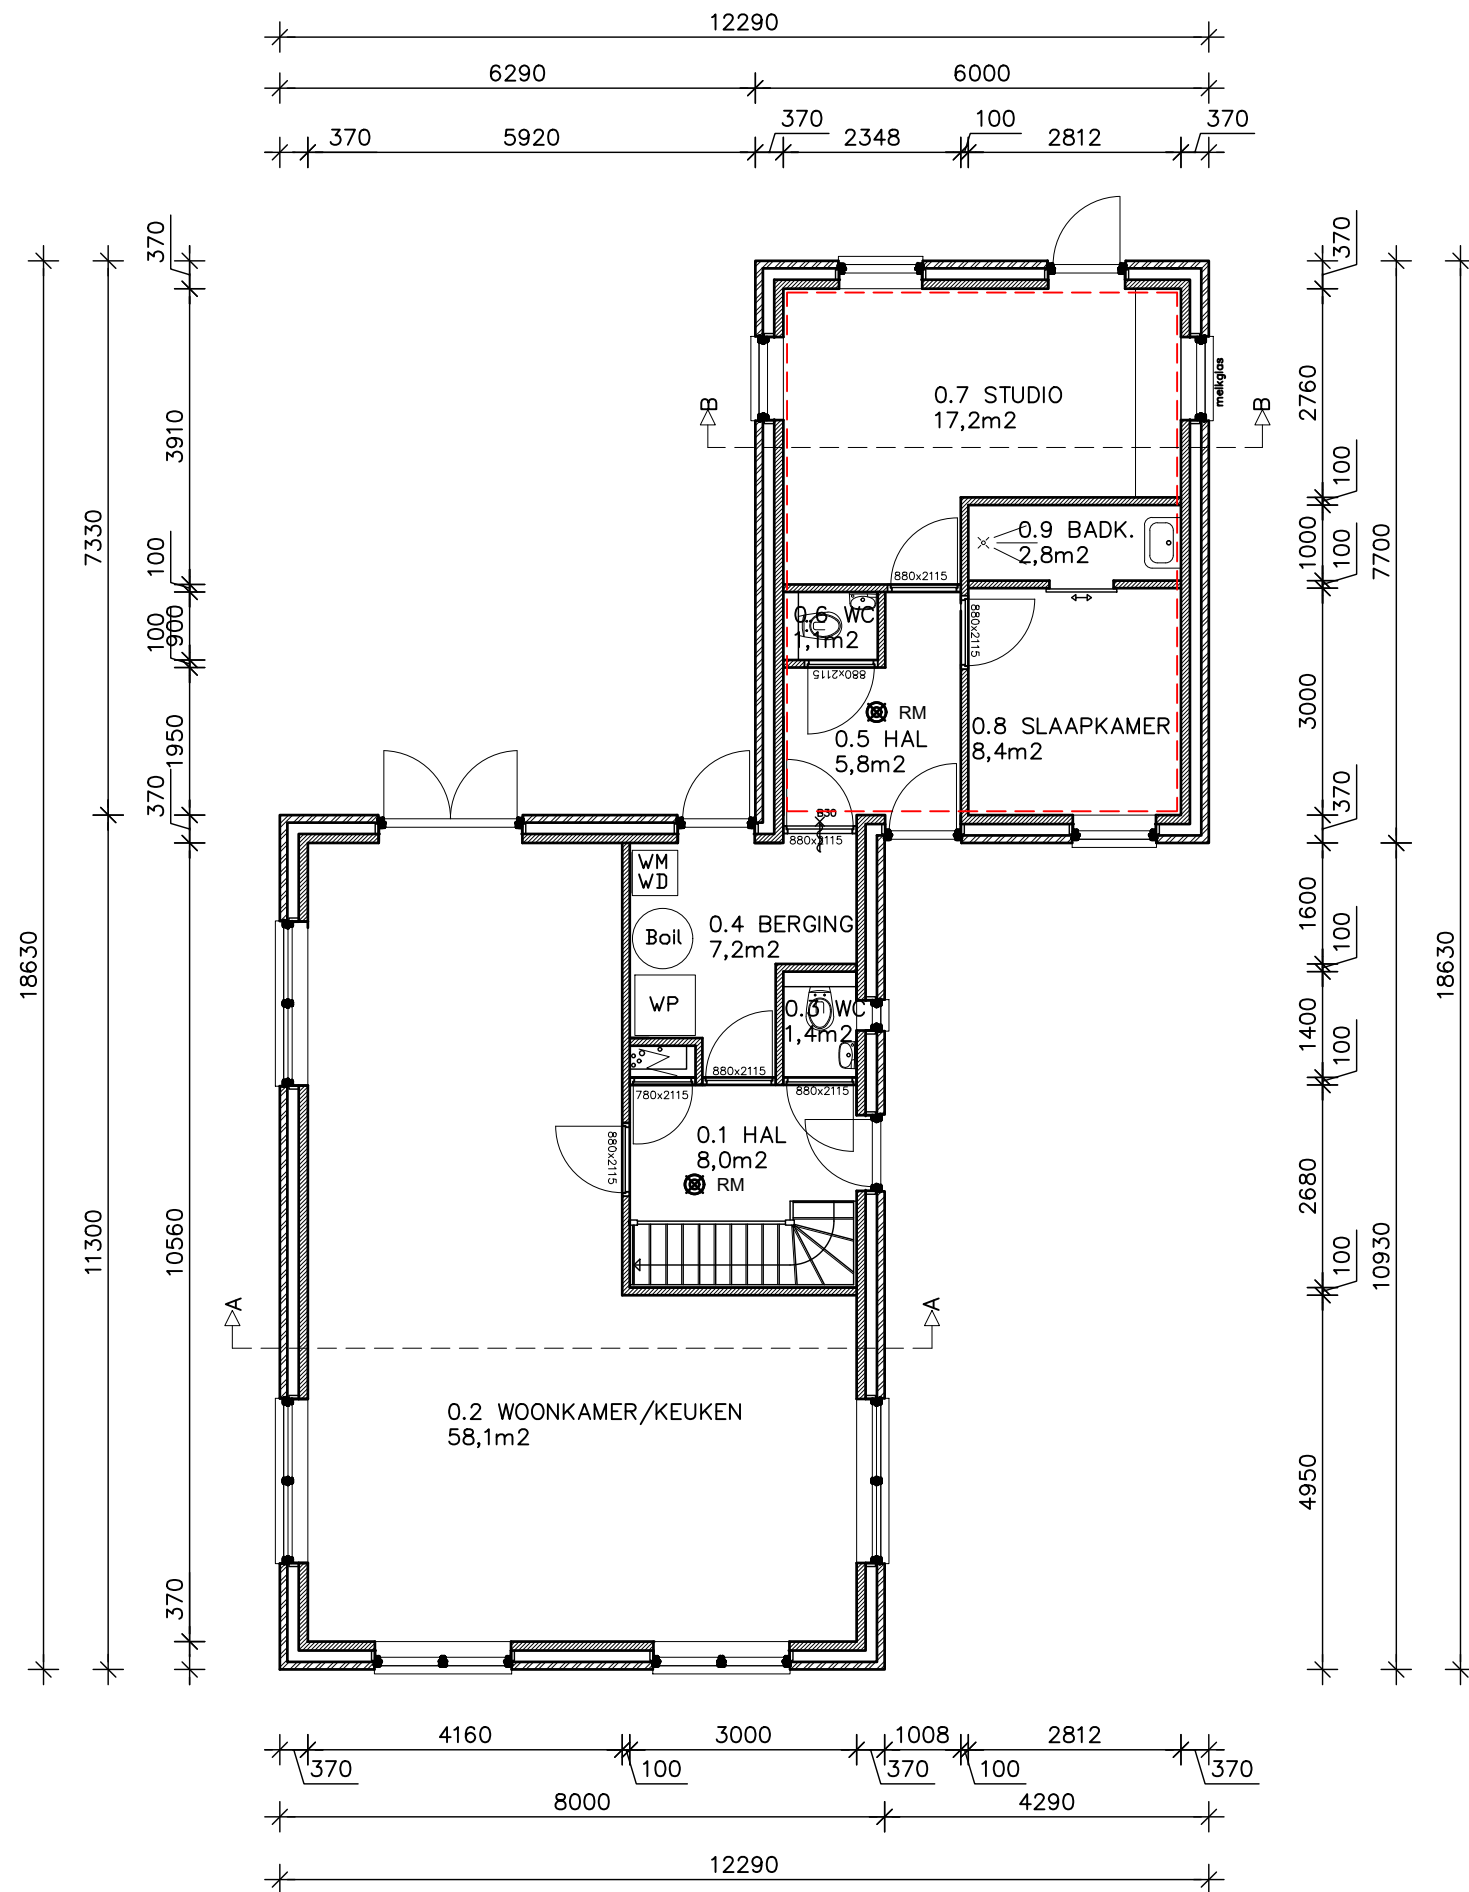 12290
6290 6000
370 5920 370 2348 100 2812 370
370
3910
100
900
100
1950
370
10560
370
7330
11300
18630
370
2760
100
1000
100
3000
370
1600
100
1400
100
2680
100
4950
7700
10930
18630
melkglas
B B
0.7 STUDIO
17,2m2
0.9 BADK.
2,8m2
880x2115
0.6 WC
1,1m2
880x2115
880x2115
RM
0.5 HAL
5,8m2
0.8 SLAAPKAMER
8,4m2
B30
880x2115
WM
WD
Boil
WP
0.4 BERGING
7,2m2
0.3 WC
1,4m2
880x2115
780x2115
880x2115
880x2115
0.1 HAL
8,0m2
RM
A A
0.2 WOONKAMER/KEUKEN
58,1m2
4160 3000 1008 2812
370 100 370 100 370
8000 4290
12290